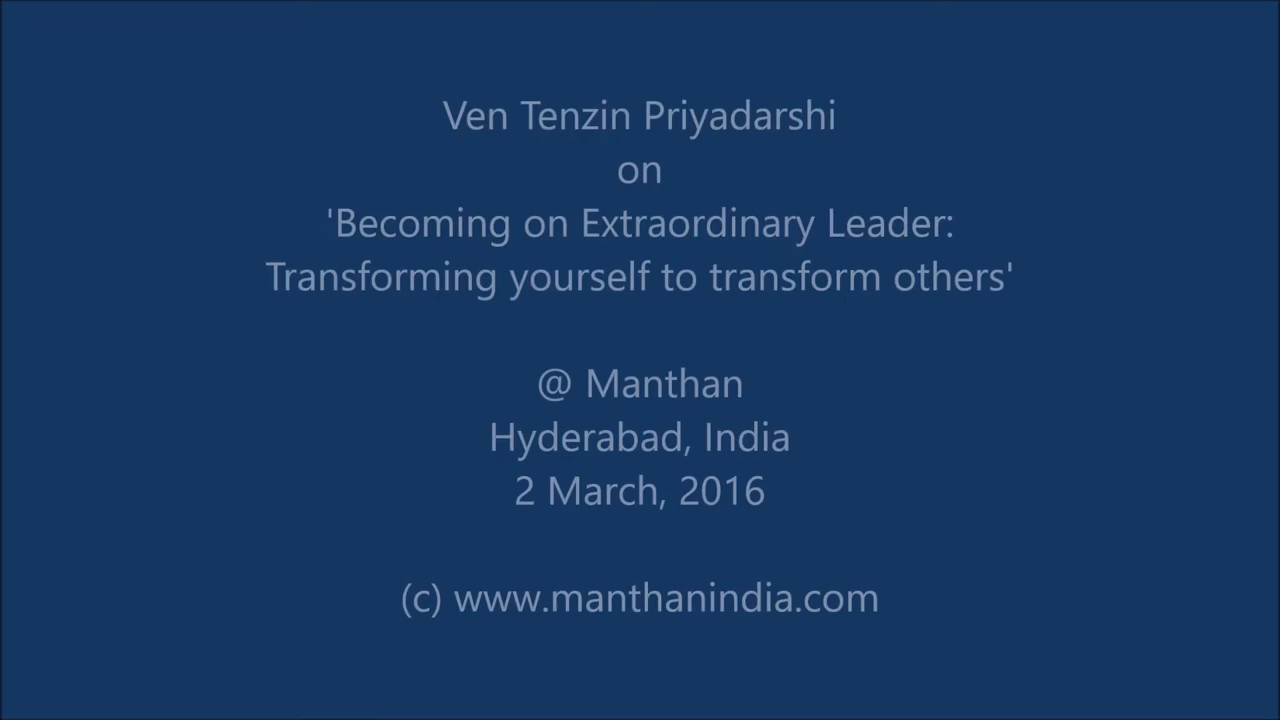 Ven Tenzin Priyadarshi
on
'Becoming on Extraordinary Leader:
Transforming yourself to transform others'
@ Manthan
Hyderabad, India
2 March, 2016
(c) www.manthanindia.com